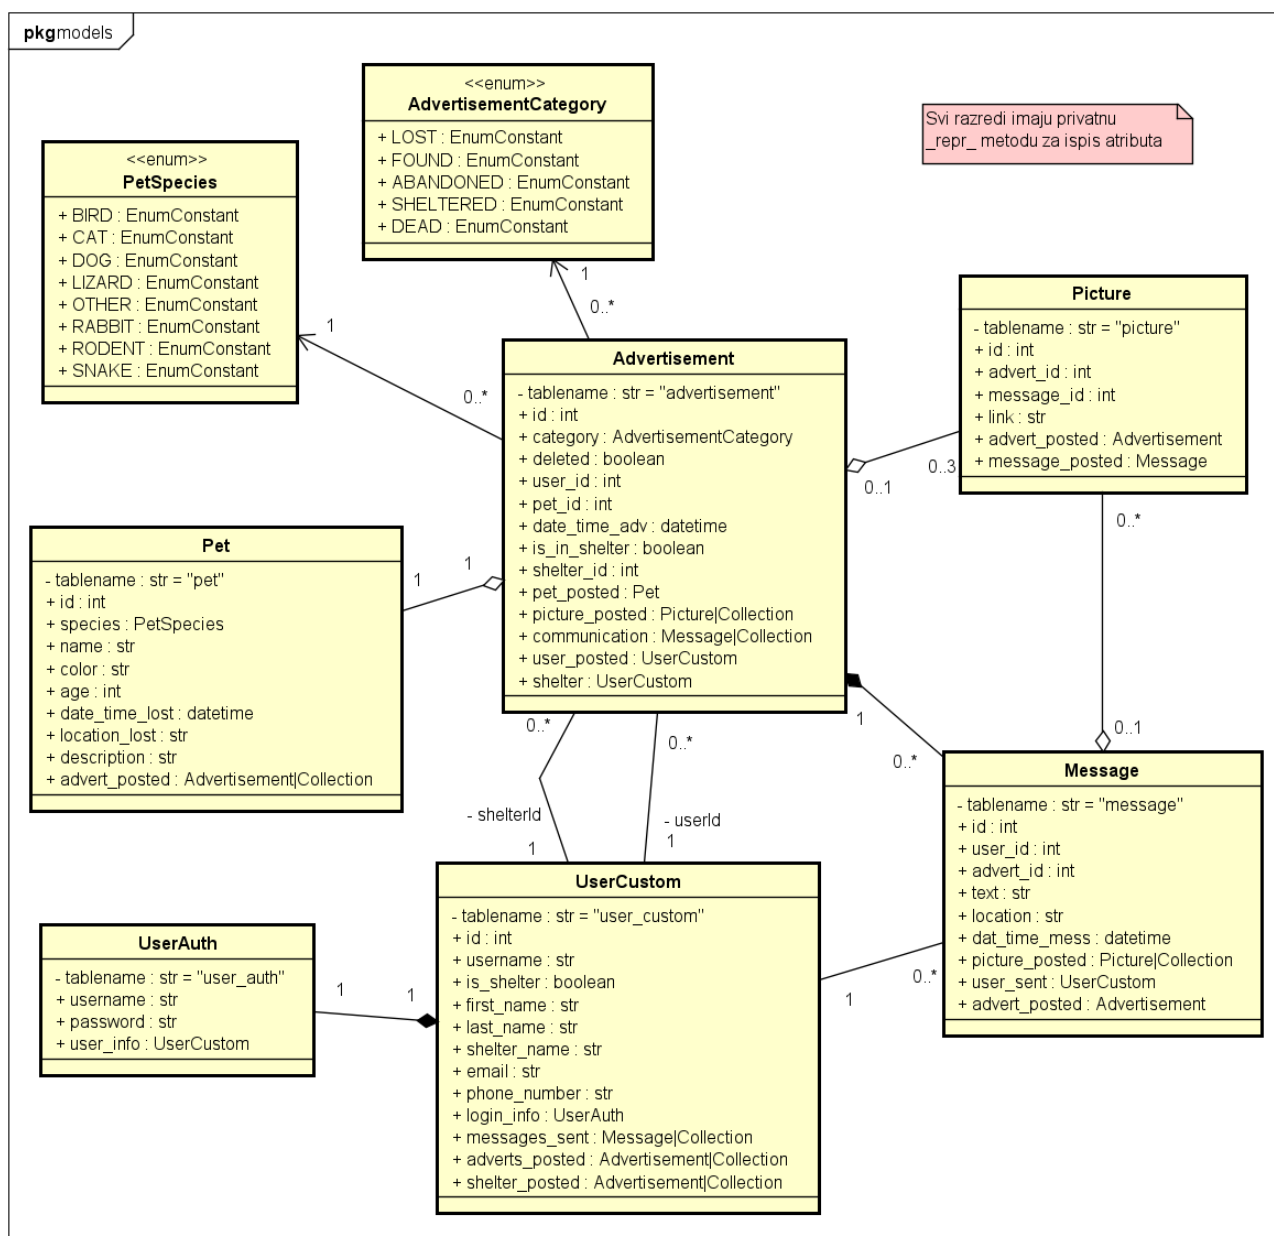 pkgmodels
<<enum>>
AdvertisementCategory
+ LOST : EnumConstant
+ FOUND : EnumConstant
+ ABANDONED : EnumConstant
+ SHELTERED : EnumConstant
+ DEAD : EnumConstant
Svi razredi imaju privatnu
_repr_ metodu za ispis atributa
<<enum>>
PetSpecies
+ BIRD : EnumConstant
+ CAT : EnumConstant
+ DOG : EnumConstant
+ LIZARD : EnumConstant
+ OTHER : EnumConstant
+ RABBIT : EnumConstant
+ RODENT : EnumConstant
+ SNAKE : EnumConstant
1
0..*
1
0..*
Picture
- tablename : str = "picture"
+ id : int
+ advert_id : int
+ message_id : int
+ link : str
+ advert_posted : Advertisement
+ message_posted : Message
Advertisement
- tablename : str = "advertisement"
+ id : int
+ category : AdvertisementCategory
+ deleted : boolean
+ user_id : int
+ pet_id : int
+ date_time_adv : datetime
+ is_in_shelter : boolean
+ shelter_id : int
+ pet_posted : Pet
+ picture_posted : Picture|Collection
+ communication : Message|Collection
+ user_posted : UserCustom
+ shelter : UserCustom
0..1
0..3
0..*
0..1
Pet
- tablename : str = "pet"
+ id : int
+ species : PetSpecies
+ name : str
+ color : str
+ age : int
+ date_time_lost : datetime
+ location_lost : str
+ description : str
+ advert_posted : Advertisement|Collection
1
1
0..*
0..*
1
0..*
- shelterId
1
- userId
1
Message
- tablename : str = "message"
+ id : int
+ user_id : int
+ advert_id : int
+ text : str
+ location : str
+ dat_time_mess : datetime
+ picture_posted : Picture|Collection
+ user_sent : UserCustom
+ advert_posted : Advertisement
UserCustom
- tablename : str = "user_custom"
+ id : int
+ username : str
+ is_shelter : boolean
+ first_name : str
+ last_name : str
+ shelter_name : str
+ email : str
+ phone_number : str
+ login_info : UserAuth
+ messages_sent : Message|Collection
+ adverts_posted : Advertisement|Collection
+ shelter_posted : Advertisement|Collection
1
0..*
UserAuth
- tablename : str = "user_auth"
+ username : str
+ password : str
+ user_info : UserCustom
1
1